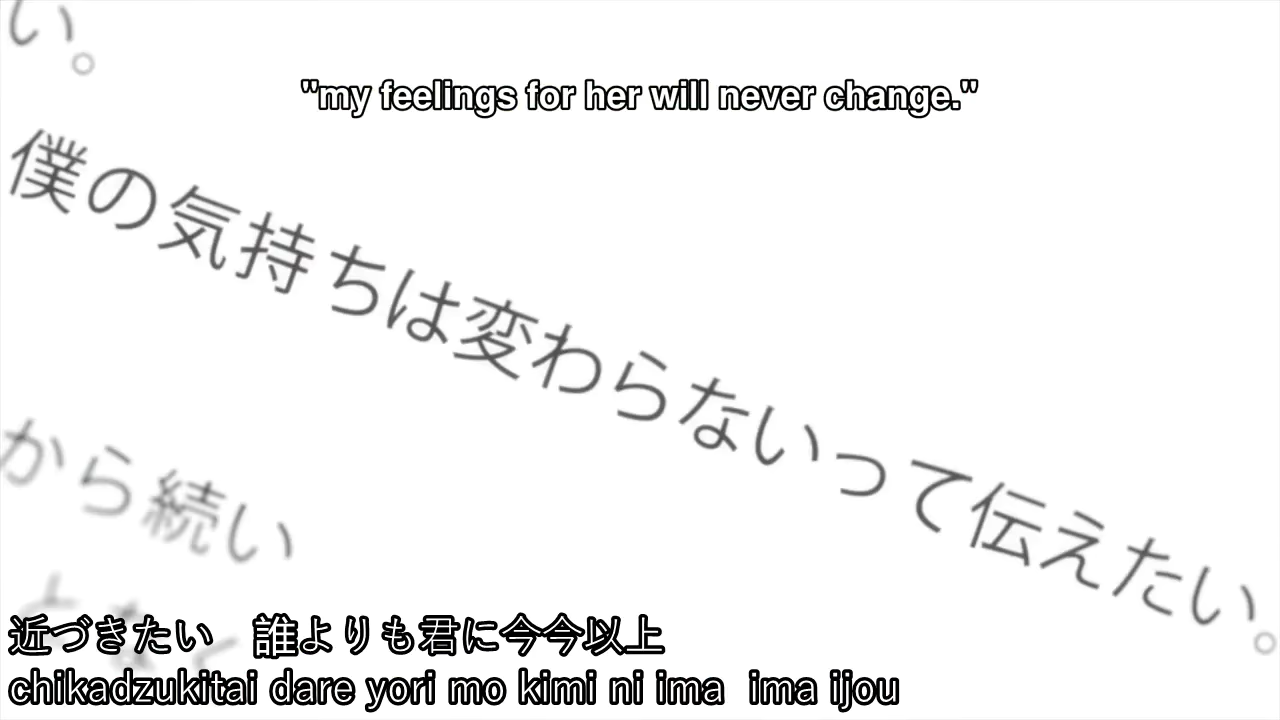 い。
"my feelings for her will never change."
僕の気持ちは変わらないって伝えたい。
から続い
近づきたい　誰よりも君に今今以上
chikadzukitai dare yori mo kimi ni ima  ima ijou